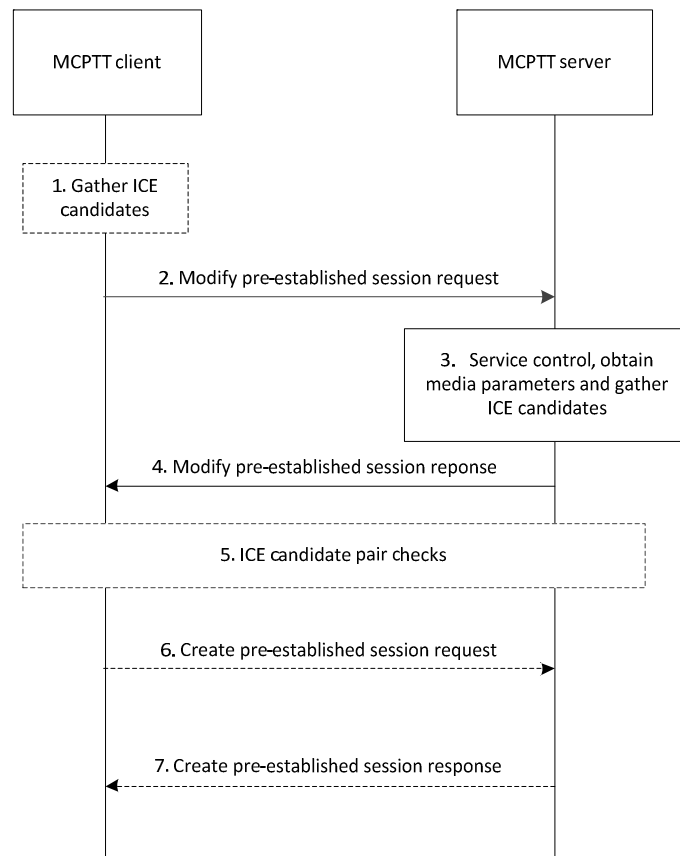 MCPTT client
MCPTT server
1. Gather ICE
candidates
2. Modify pre-established session request
3. Service control, obtain
media parameters and gather
ICE candidates
4. Modify pre-established session reponse
5. ICE candidate pair checks
6. Create pre-established session request
7. Create pre-established session response